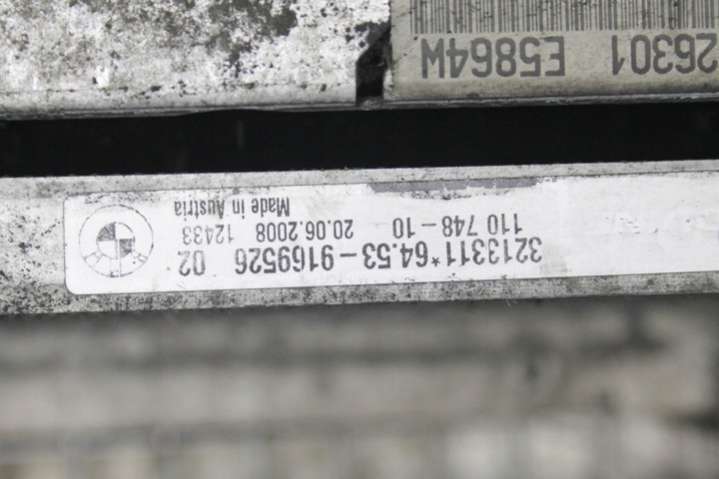 3213311*64.53-9169526 02
110 748-10 20.06.2008 12433
Made in Austria
26301 E5864W